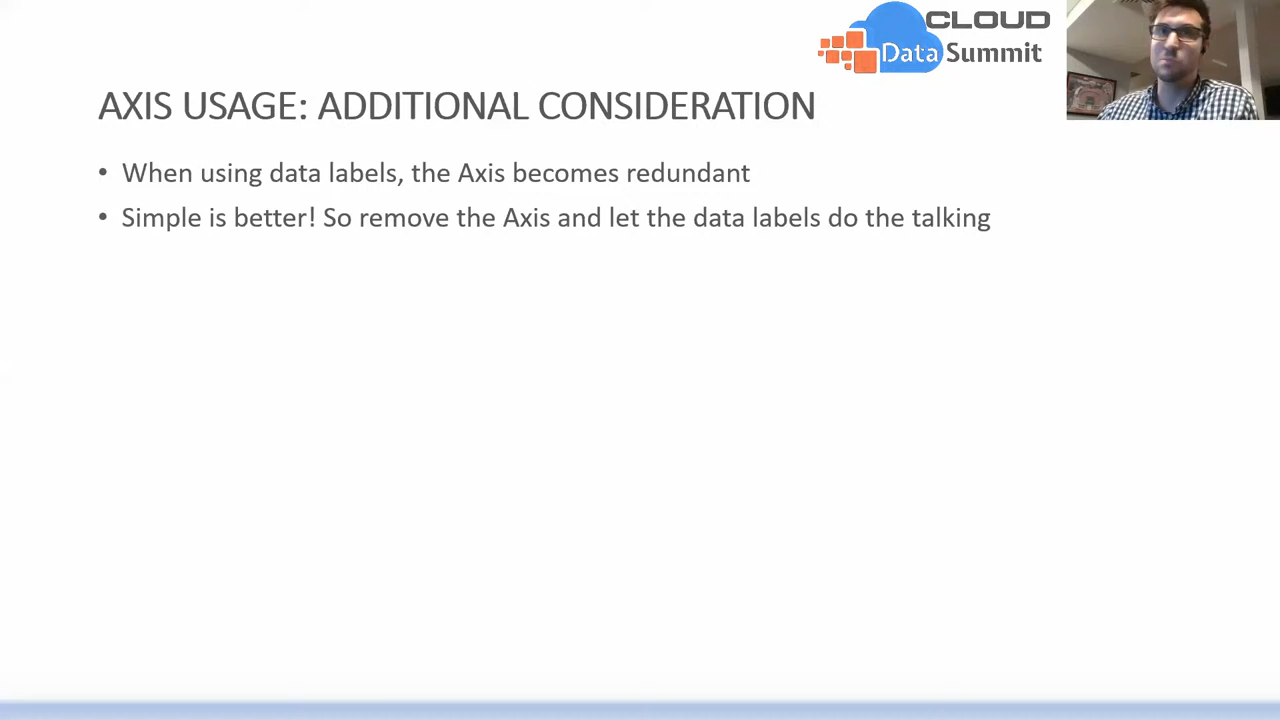 CLOUD
Data Summit
AXIS USAGE: ADDITIONAL CONSIDERATION
• When using data labels, the Axis becomes redundant
• Simple is better! So remove the Axis and let the data labels do the talking